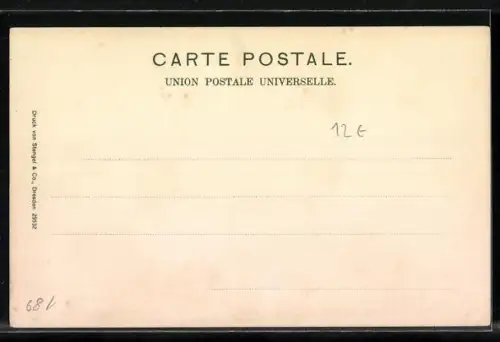 CARTE POSTALE.
UNION POSTALE UNIVERSELLE.
12€
Druck von Stengel & Co., Dresden 29532
68